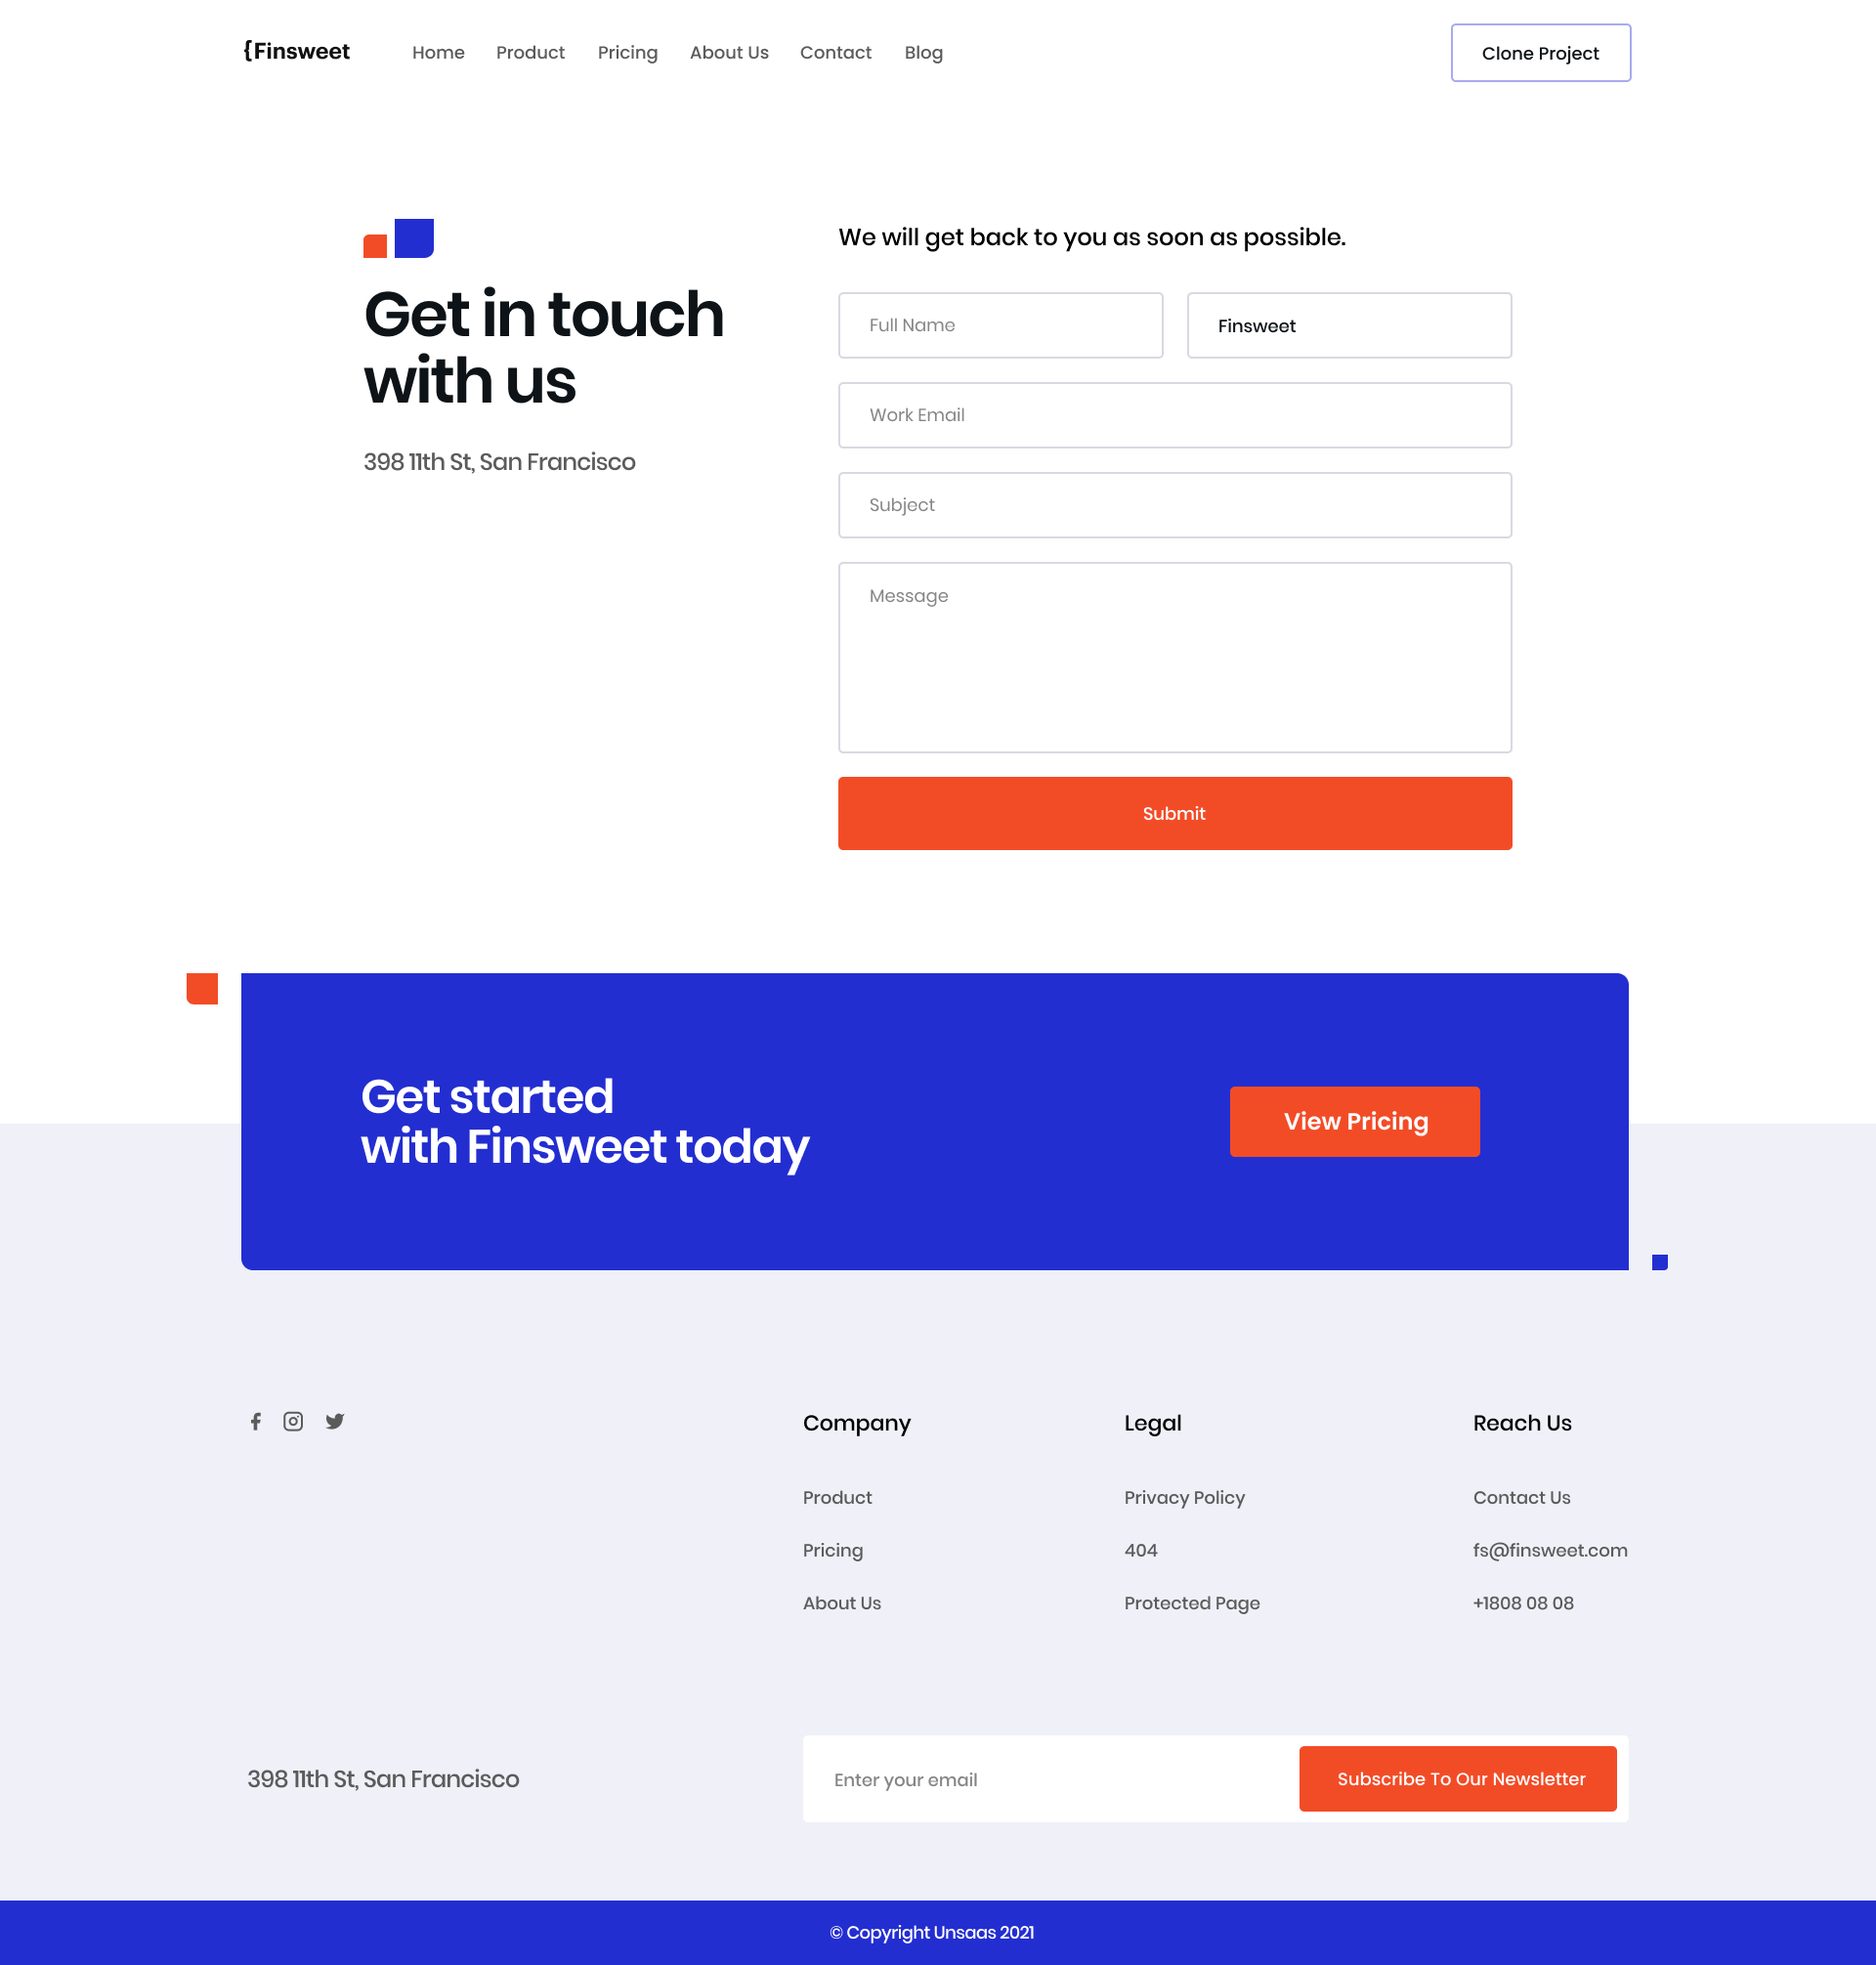 {Finsweet
Home Product Pricing About Us Contact Blog
Clone Project
Get in touch
with us
398 11th St, San Francisco
We will get back to you as soon as possible.
Full Name
Finsweet
Work Email
Subject
Message
Submit
Get started
with Finsweet today
View Pricing
Company
Product
Pricing
About Us
Legal
Privacy Policy
404
Protected Page
Reach Us
Contact Us
fs@finsweet.com
+1808 08 08
398 11th St, San Francisco
Enter your email
Subscribe To Our Newsletter
© Copyright Unsaas 2021